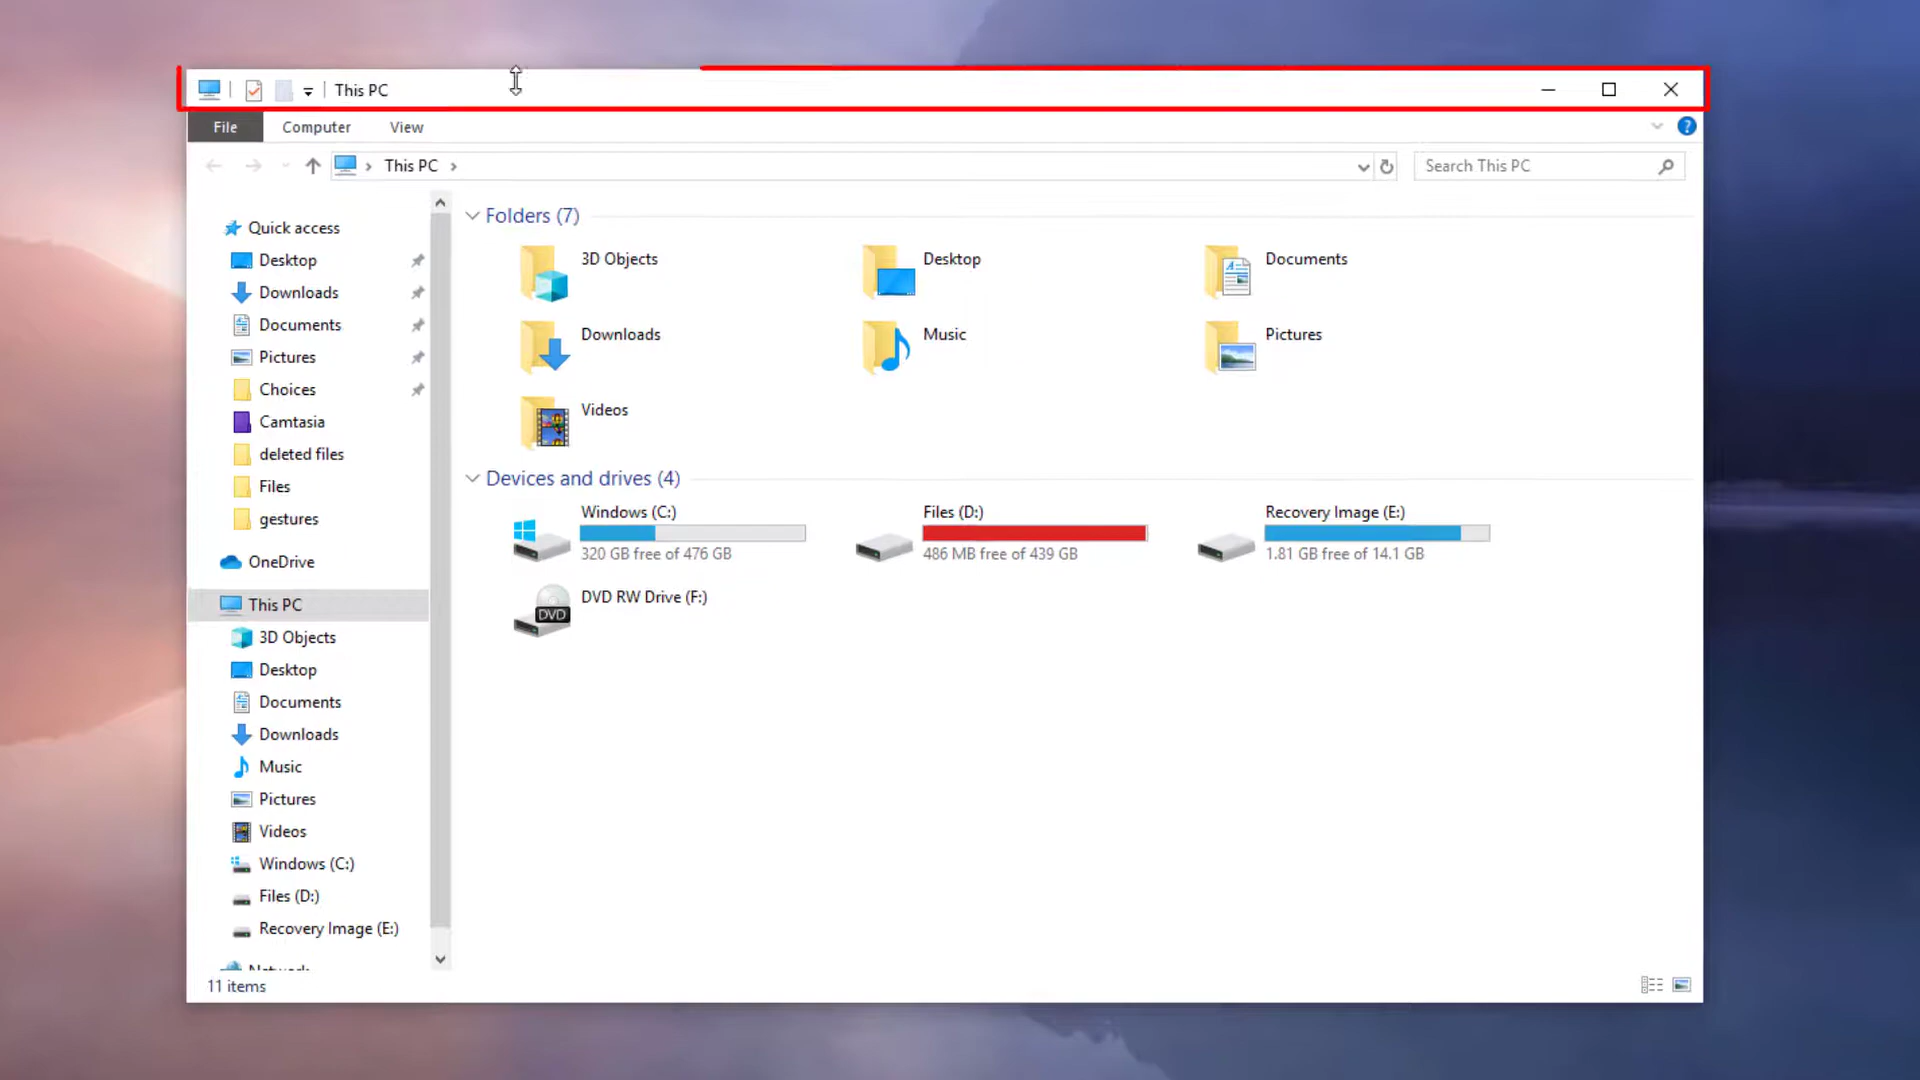 This PC
File Computer View
This PC
Search This PC
Quick access
Desktop
Downloads
Documents
Pictures
Choices
Camtasia
deleted files
Files
gestures
OneDrive
This PC
3D Objects
Desktop
Documents
Downloads
Music
Pictures
Videos
Windows (C:)
Files (D:)
Recovery Image (E:)
Network
11 items
Folders (7)
3D Objects
Desktop
Documents
Downloads
Music
Pictures
Videos
Devices and drives (4)
Windows (C:)
320 GB free of 476 GB
Files (D:)
486 MB free of 439 GB
Recovery Image (E:)
1.81 GB free of 14.1 GB
DVD
DVD RW Drive (F:)